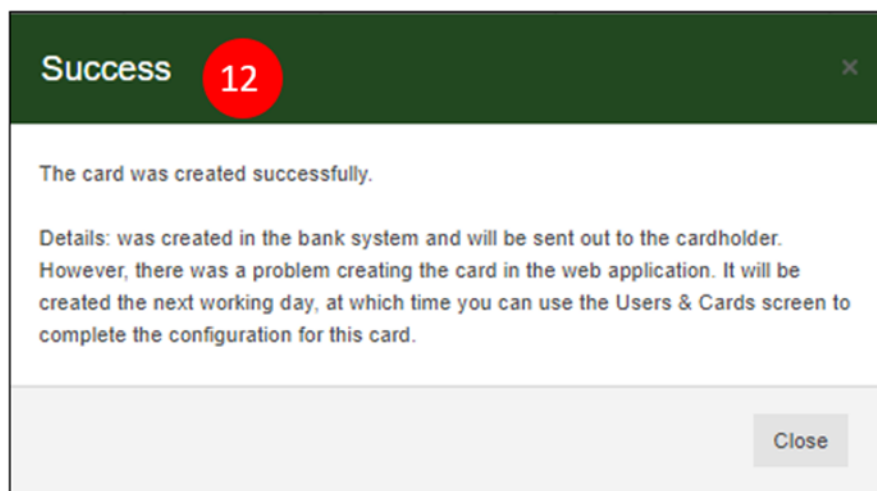 Success
12
×
The card was created successfully.
Details: was created in the bank system and will be sent out to the cardholder.
However, there was a problem creating the card in the web application. It will be
created the next working day, at which time you can use the Users & Cards screen to
complete the configuration for this card.
Close